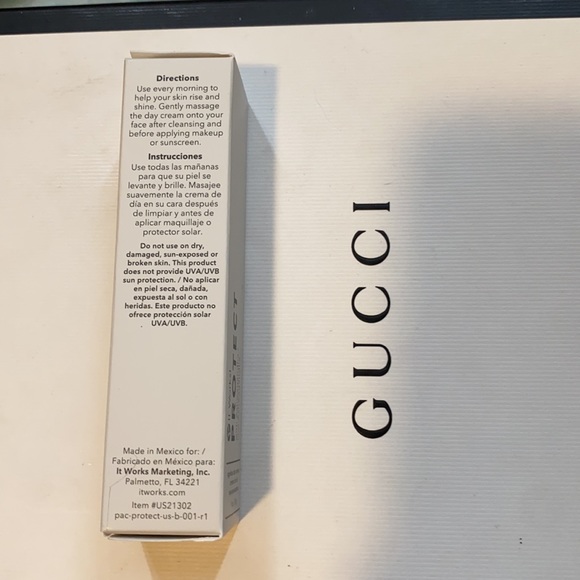 Directions
Use every morning to
help your skin rise and
shine. Gently massage
the day cream onto your
face after cleansing and
before applying makeup
or sunscreen.
Instrucciones
Use todas las mañanas
para que su piel se
levante y brille. Masajee
suavemente la crema de
día en su cara después
de limpiar y antes de
aplicar maquillaje o
protector solar.
Do not use on dry,
damaged, sun-exposed or
broken skin. This product
does not provide UVA/UVB
sun protection. / No aplicar
en piel seca, dañada,
expuesta al sol o con
heridas. Este producto no
ofrece protección solar
UVA/UVB.
Made in Mexico for: /
Fabricado en México para:
It Works Marketing, Inc.
Palmetto, FL 34221
itworks.com
Item #US21302
pac-protect-us-b-001-r1
PROTECT
GUCCI